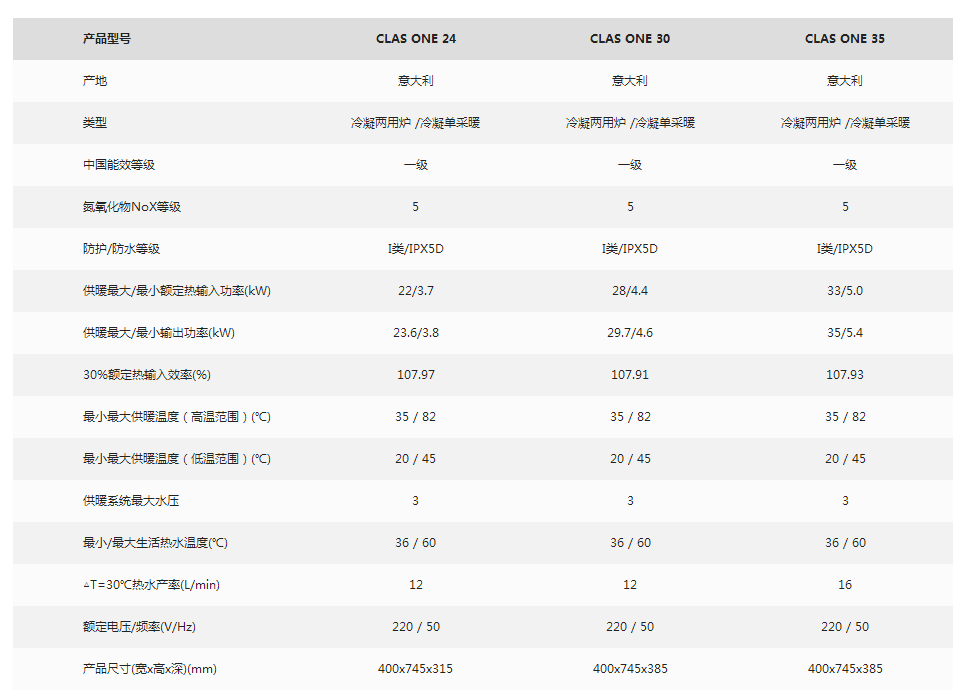 产品型号 CLAS ONE 24 CLAS ONE 30 CLAS ONE 35
产地 意大利 意大利 意大利
类型 冷凝两用炉 /冷凝单采暖 冷凝两用炉 /冷凝单采暖 冷凝两用炉 /冷凝单采暖
中国能效等级 一级 一级 一级
氮氧化物NoX等级 5 5 5
防护/防水等级 I类/IPX5D I类/IPX5D I类/IPX5D
供暖最大/最小额定热输入功率(kW) 22/3.7 28/4.4 33/5.0
供暖最大/最小输出功率(kW) 23.6/3.8 29.7/4.6 35/5.4
30%额定热输入效率(%) 107.97 107.91 107.93
最小最大供暖温度（高温范围）(℃) 35 / 82 35 / 82 35 / 82
最小最大供暖温度（低温范围）(℃) 20 / 45 20 / 45 20 / 45
供暖系统最大水压 3 3 3
最小/最大生活热水温度(℃) 36 / 60 36 / 60 36 / 60
△T=30℃热水产率(L/min) 12 12 16
额定电压/频率(V/Hz) 220 / 50 220 / 50 220 / 50
产品尺寸(宽x高x深)(mm) 400x745x315 400x745x385 400x745x385